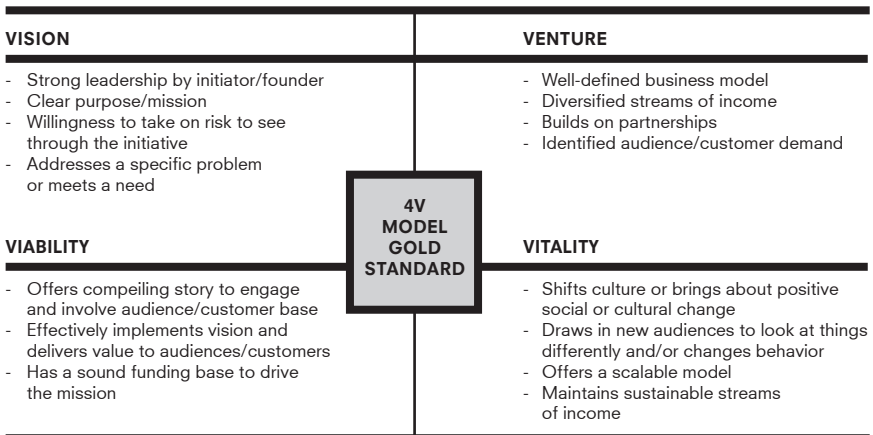 VISION
- Strong leadership by initiator/founder
- Clear purpose/mission
- Willingness to take on risk to see
through the initiative
- Addresses a specific problem
or meets a need
VENTURE
- Well-defined business model
- Diversified streams of income
- Builds on partnerships
- Identified audience/customer demand
4V
MODEL
GOLD
STANDARD
VIABILITY
- Offers compeiling story to engage
and involve audience/customer base
- Effectively implements vision and
delivers value to audiences/customers
- Has a sound funding base to drive
the mission
VITALITY
- Shifts culture or brings about positive
social or cultural change
- Draws in new audiences to look at things
differently and/or changes behavior
- Offers a scalable model
- Maintains sustainable streams
of income